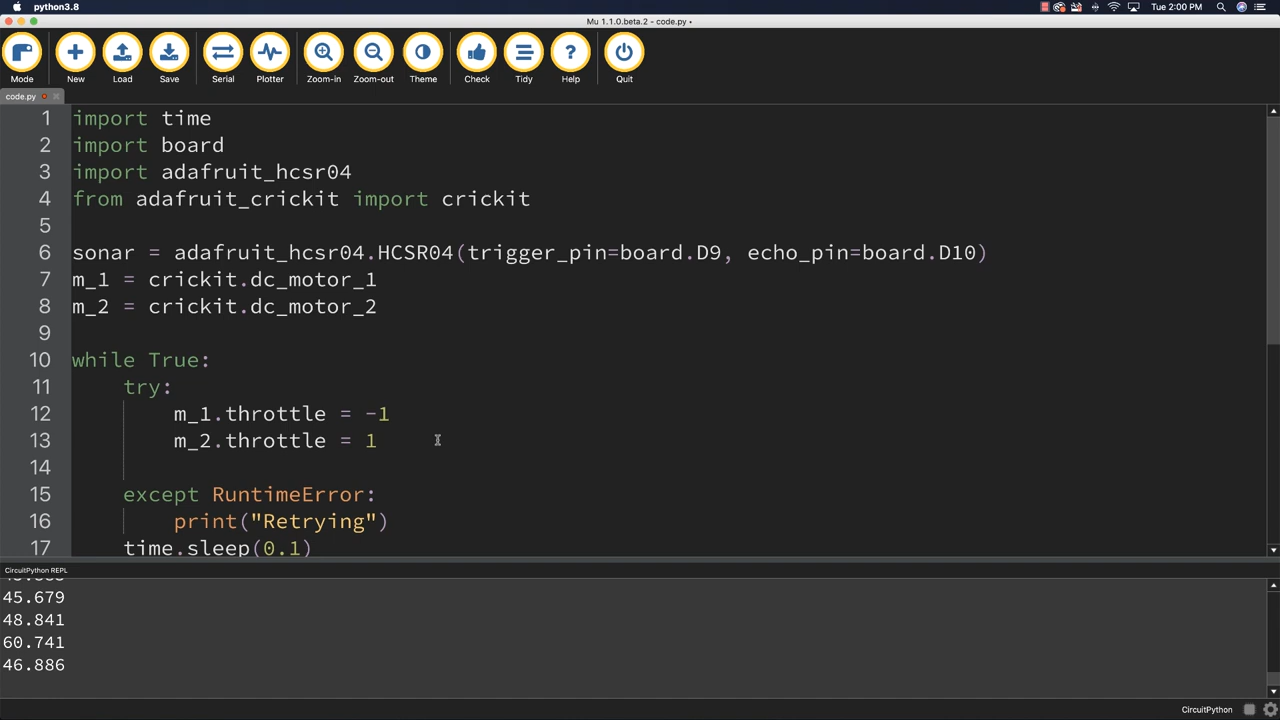 python3.8
Tue 2:00 PM
Mu 1.1.0.beta.2 - code.py •
Mode New Load Save Serial Plotter Zoom-in Zoom-out Theme Check Tidy Help Quit
code.py
1 import time
2 import board
3 import adafruit_hcsr04
4 from adafruit_crickit import crickit
5
6 sonar = adafruit_hcsr04.HCSR04(trigger_pin=board.D9, echo_pin=board.D10)
7 m_1 = crickit.dc_motor_1
8 m_2 = crickit.dc_motor_2
9
10 while True:
11 try:
12 m_1.throttle = -1
13 m_2.throttle = 1
14
15 except RuntimeError:
16 print("Retrying")
17 time.sleep(0.1)
CircuitPython REPL
45.679
48.841
60.741
46.886
CircuitPython